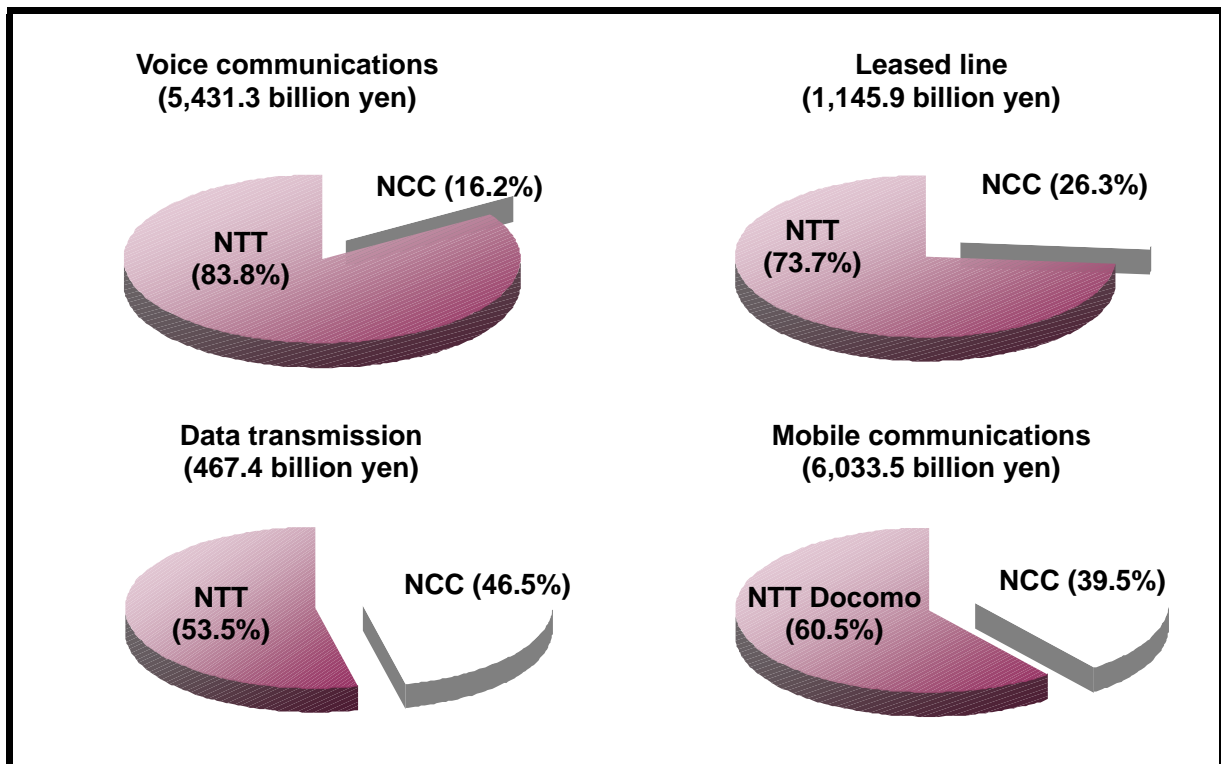 Voice communications
(5,431.3 billion yen)
NCC (16.2%)
NTT
(83.8%)
Leased line
(1,145.9 billion yen)
NCC (26.3%)
NTT
(73.7%)
Data transmission
(467.4 billion yen)
NCC (46.5%)
NTT
(53.5%)
Mobile communications
(6,033.5 billion yen)
NCC (39.5%)
NTT Docomo
(60.5%)